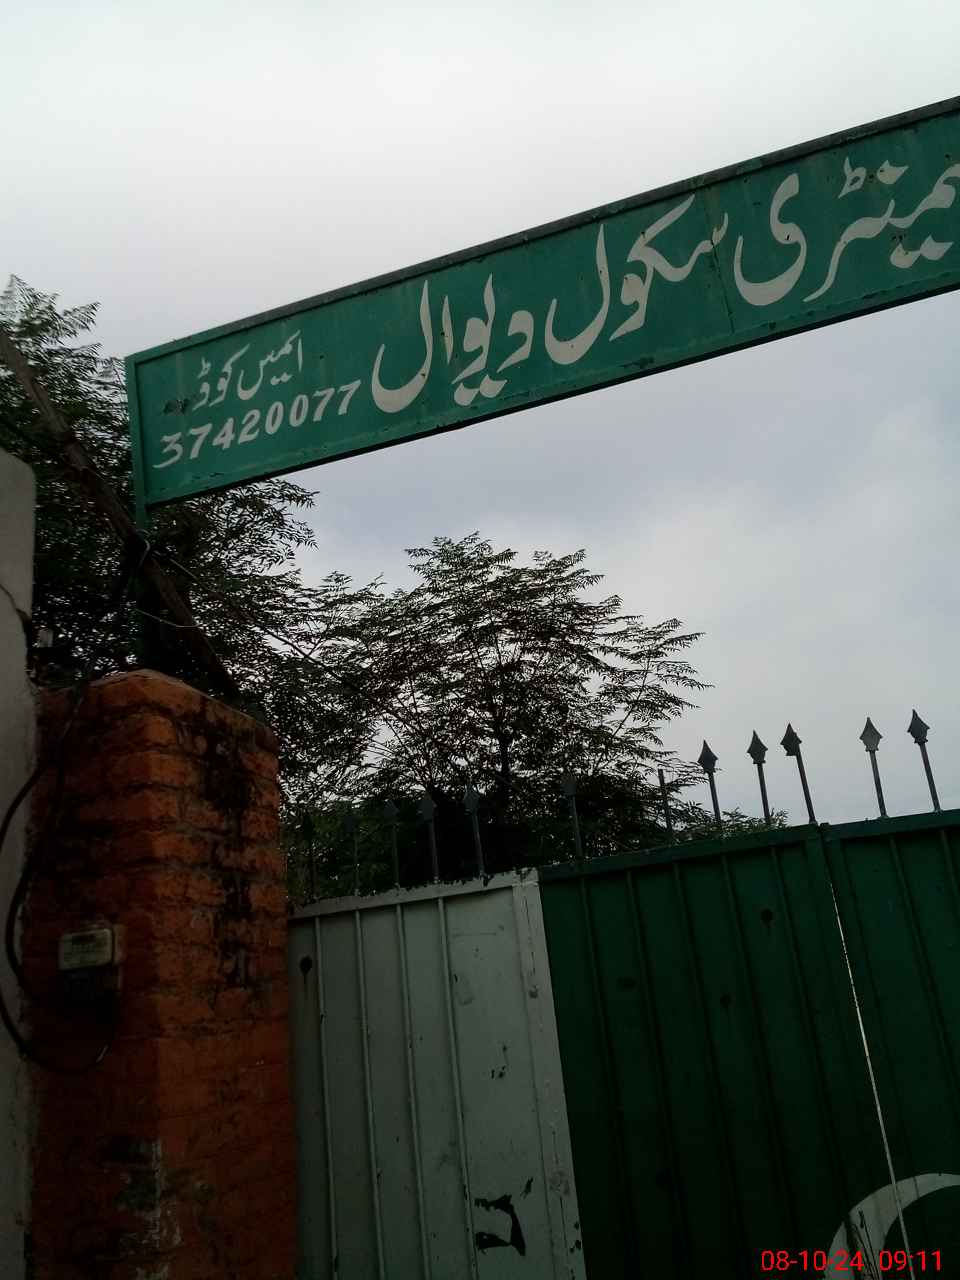 یمنٹری سکول دیوال
ایمیس کوڈ
37420077
08-10-24 09:11